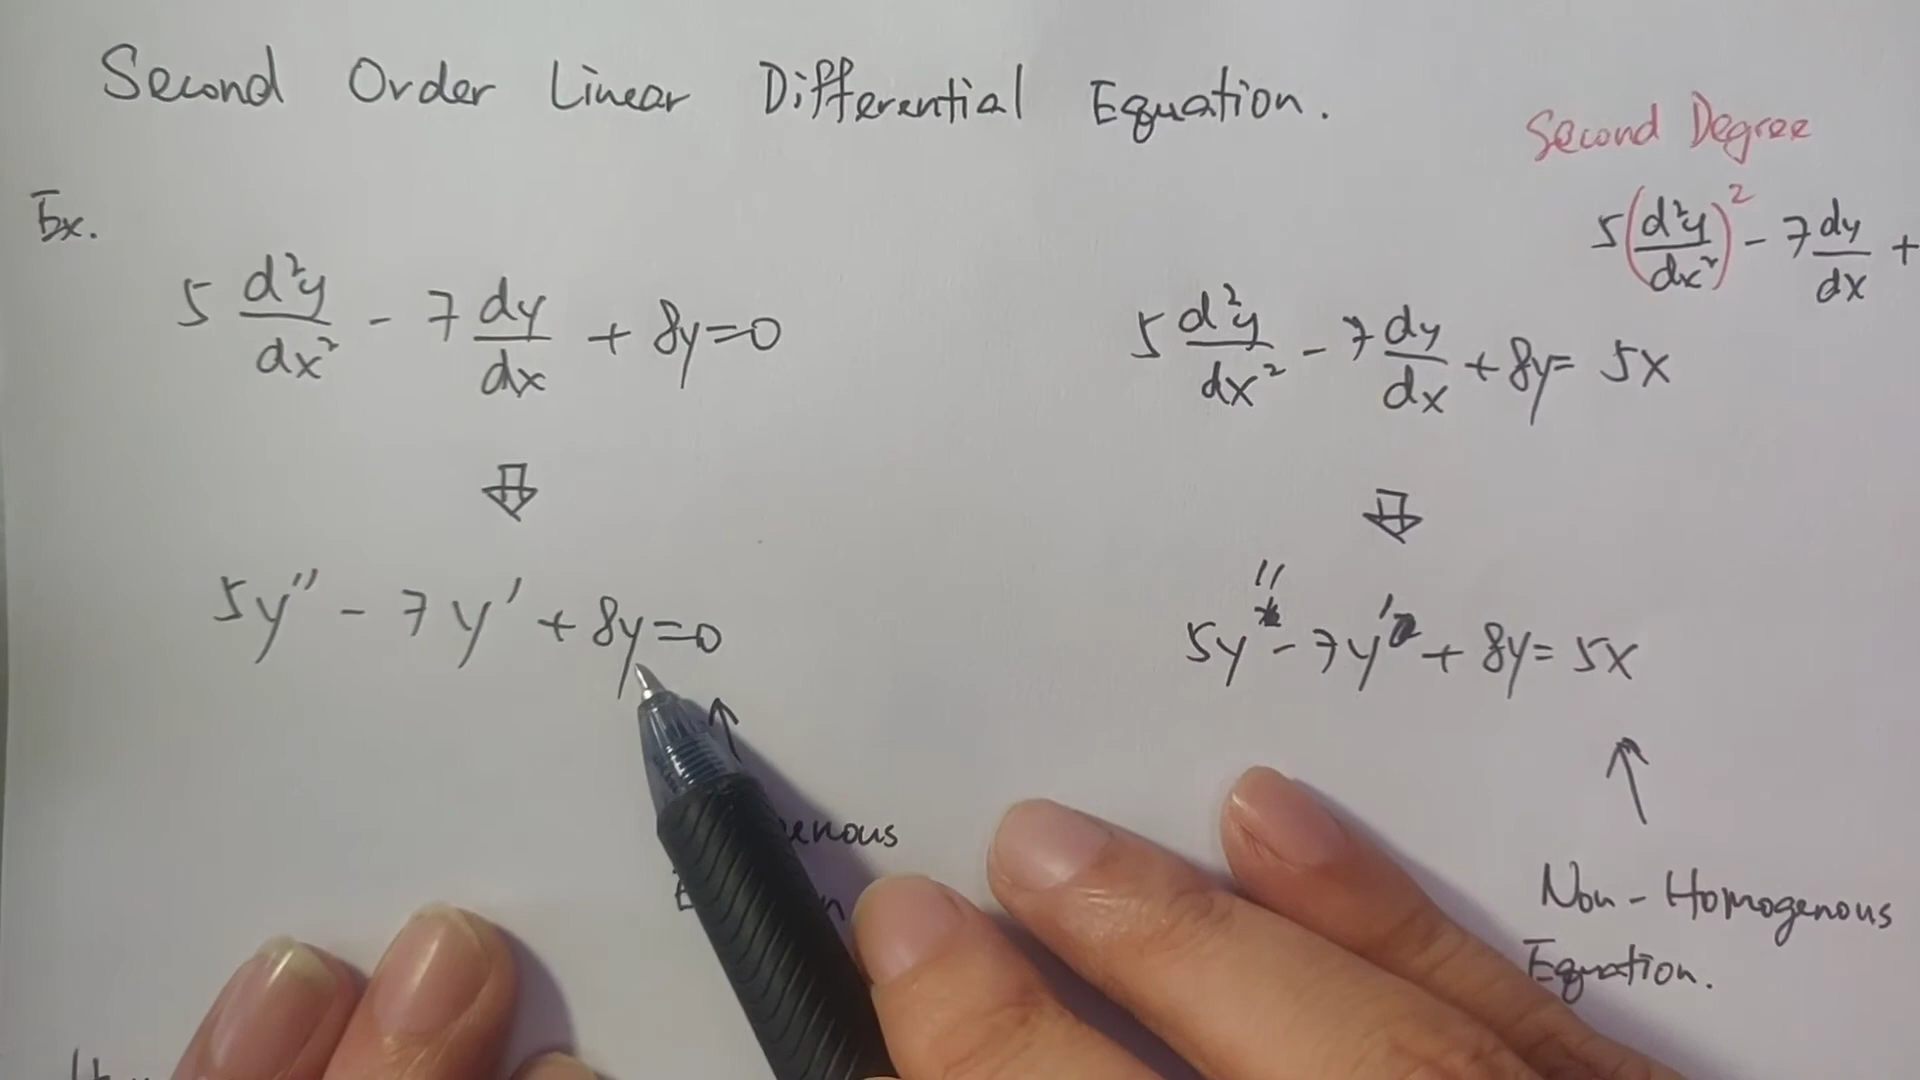 Second Order Linear Differential Equation.
Second Degree
Ex.
5(d²y/dx²)² - 7 dy/dx +
5 d²y/dx² - 7 dy/dx + 8y=0
5 d²y/dx² - 7 dy/dx + 8y= 5x
⇩
⇩
5y″ - 7y′ + 8y=0
5y″ - 7y′ + 8y= 5x
↑
↑
Non-Homogenous
Equation.